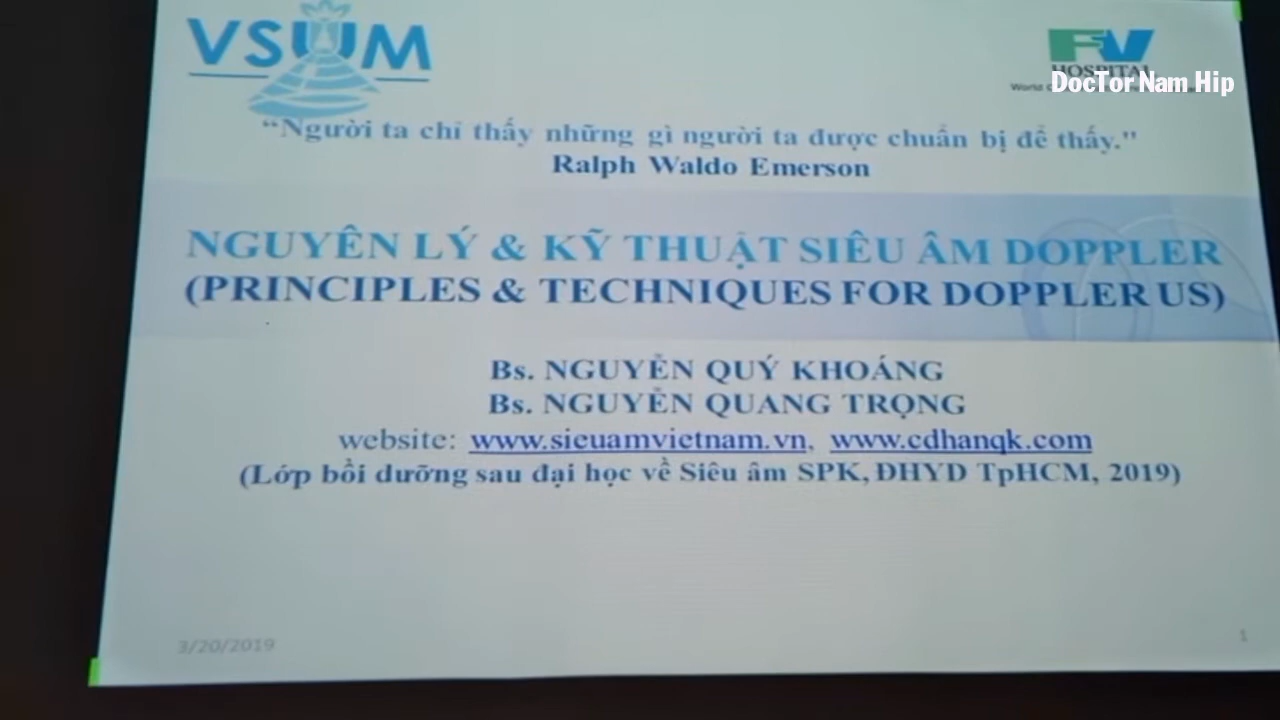 VSUM
FV
HOSPITAL
World
DocTor Nam Hip
“Người ta chỉ thấy những gì người ta được chuẩn bị để thấy."
Ralph Waldo Emerson
NGUYÊN LÝ & KỸ THUẬT SIÊU ÂM DOPPLER
(PRINCIPLES & TECHNIQUES FOR DOPPLER US)
Bs. NGUYỄN QUÝ KHOÁNG
Bs. NGUYỄN QUANG TRỌNG
website: www.sieuamvietnam.vn, www.cdhanqk.com
(Lớp bồi dưỡng sau đại học về Siêu âm SPK, ĐHYD TpHCM, 2019)
3/20/2019
1